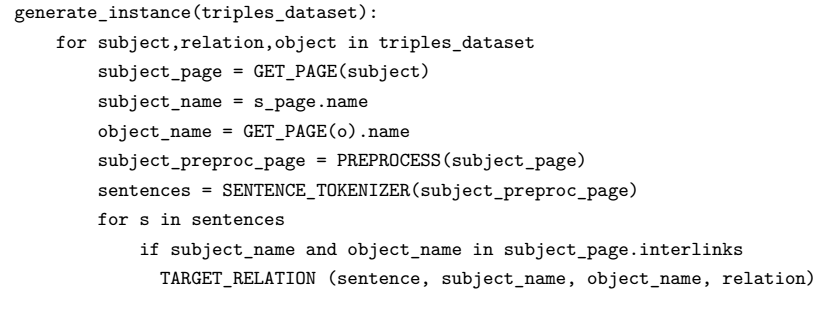 generate_instance(triples_dataset):
    for subject,relation,object in triples_dataset
        subject_page = GET_PAGE(subject)
        subject_name = s_page.name
        object_name = GET_PAGE(o).name
        subject_preproc_page = PREPROCESS(subject_page)
        sentences = SENTENCE_TOKENIZER(subject_preproc_page)
        for s in sentences
            if subject_name and object_name in subject_page.interlinks
              TARGET_RELATION (sentence, subject_name, object_name, relation)